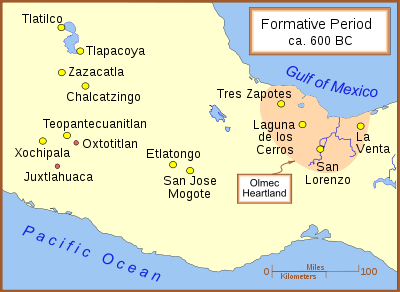 Tlatilco
Formative Period
ca. 600 BC
Tlapacoya
Zazacatla
Gulf of Mexico
Chalcatzingo
Tres Zapotes
Teopantecuanitlan
Laguna
de los
Cerros
La
Venta
Oxtotitlan
Xochipala
Etlatongo
San
Lorenzo
Juxtlahuaca
San Jose
Mogote
Olmec
Heartland
Pacific Ocean
0 Miles 100
Kilometers